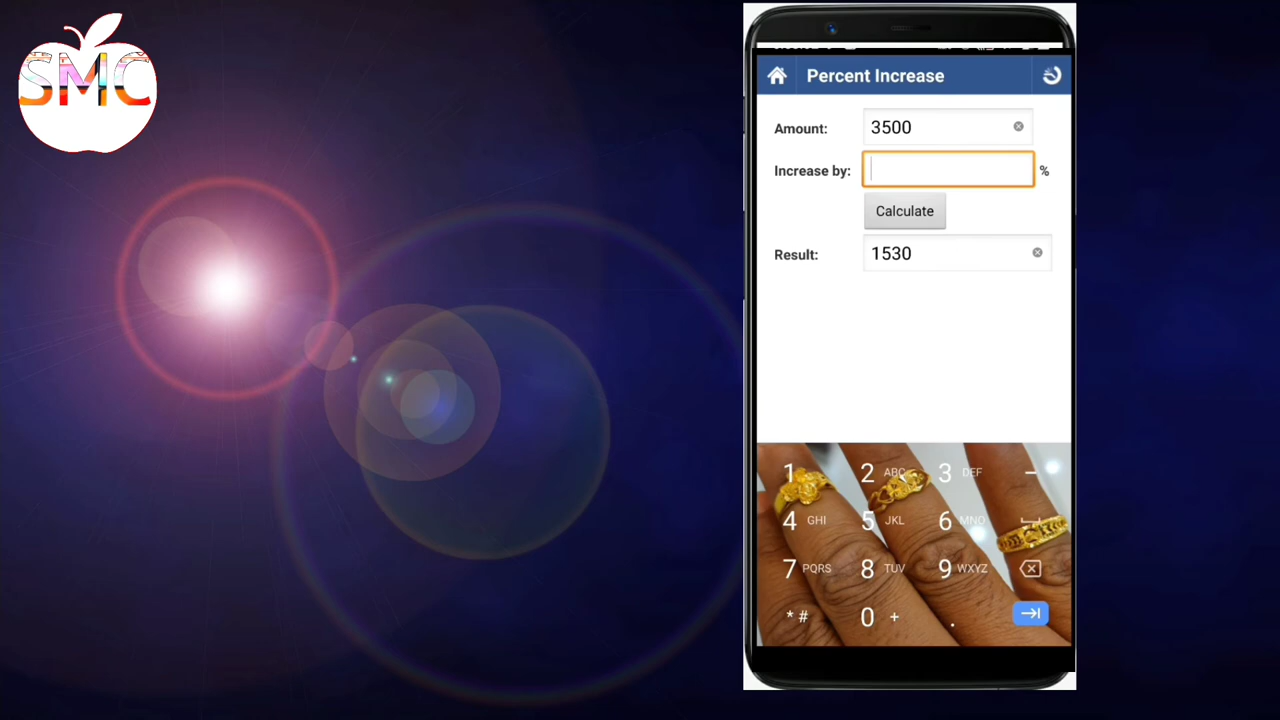 SMC
Percent Increase
Amount: 3500
Increase by: %
Calculate
Result: 1530
1 2 ABC 3 DEF -
4 GHI 5 JKL 6 MNO
7 PQRS 8 TUV 9 WXYZ
* # 0 + .